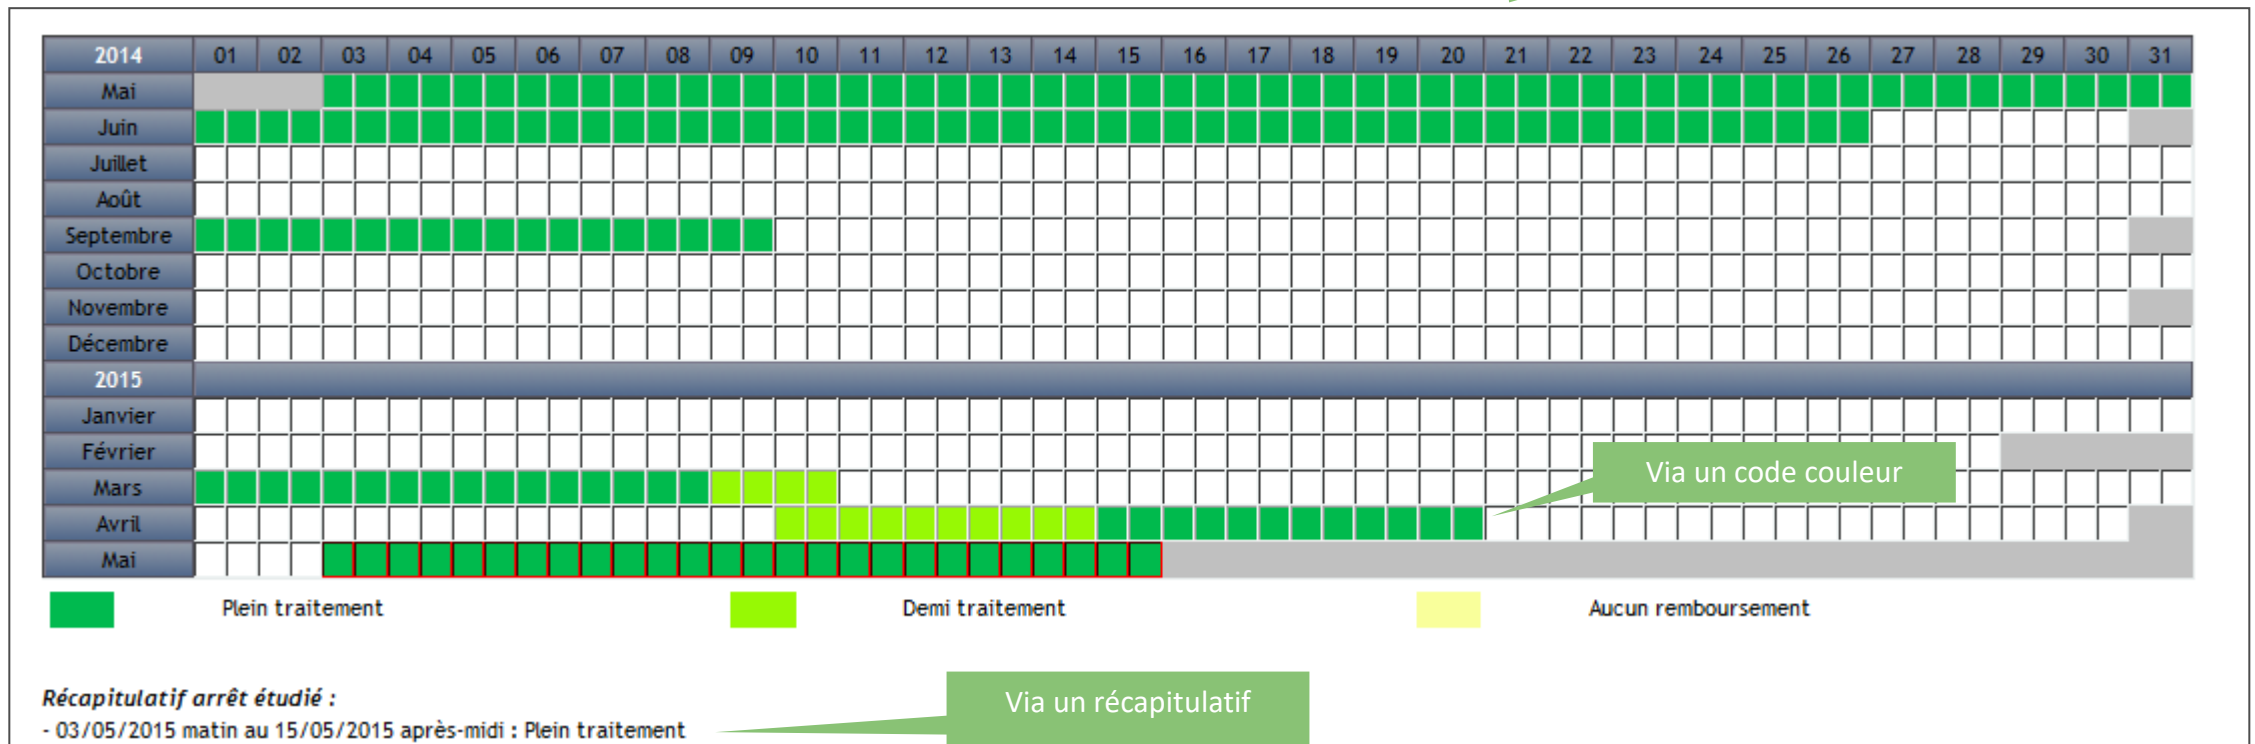 2014 01 02 03 04 05 06 07 08 09 10 11 12 13 14 15 16 17 18 19 20 21 22 23 24 25 26 27 28 29 30 31
Mai
Juin
Juillet
Août
Septembre
Octobre
Novembre
Décembre
2015
Janvier
Février
Mars
Avril
Mai
Via un code couleur
Plein traitement Demi traitement Aucun remboursement
Récapitulatif arrêt étudié :
- 03/05/2015 matin au 15/05/2015 après-midi : Plein traitement
Via un récapitulatif